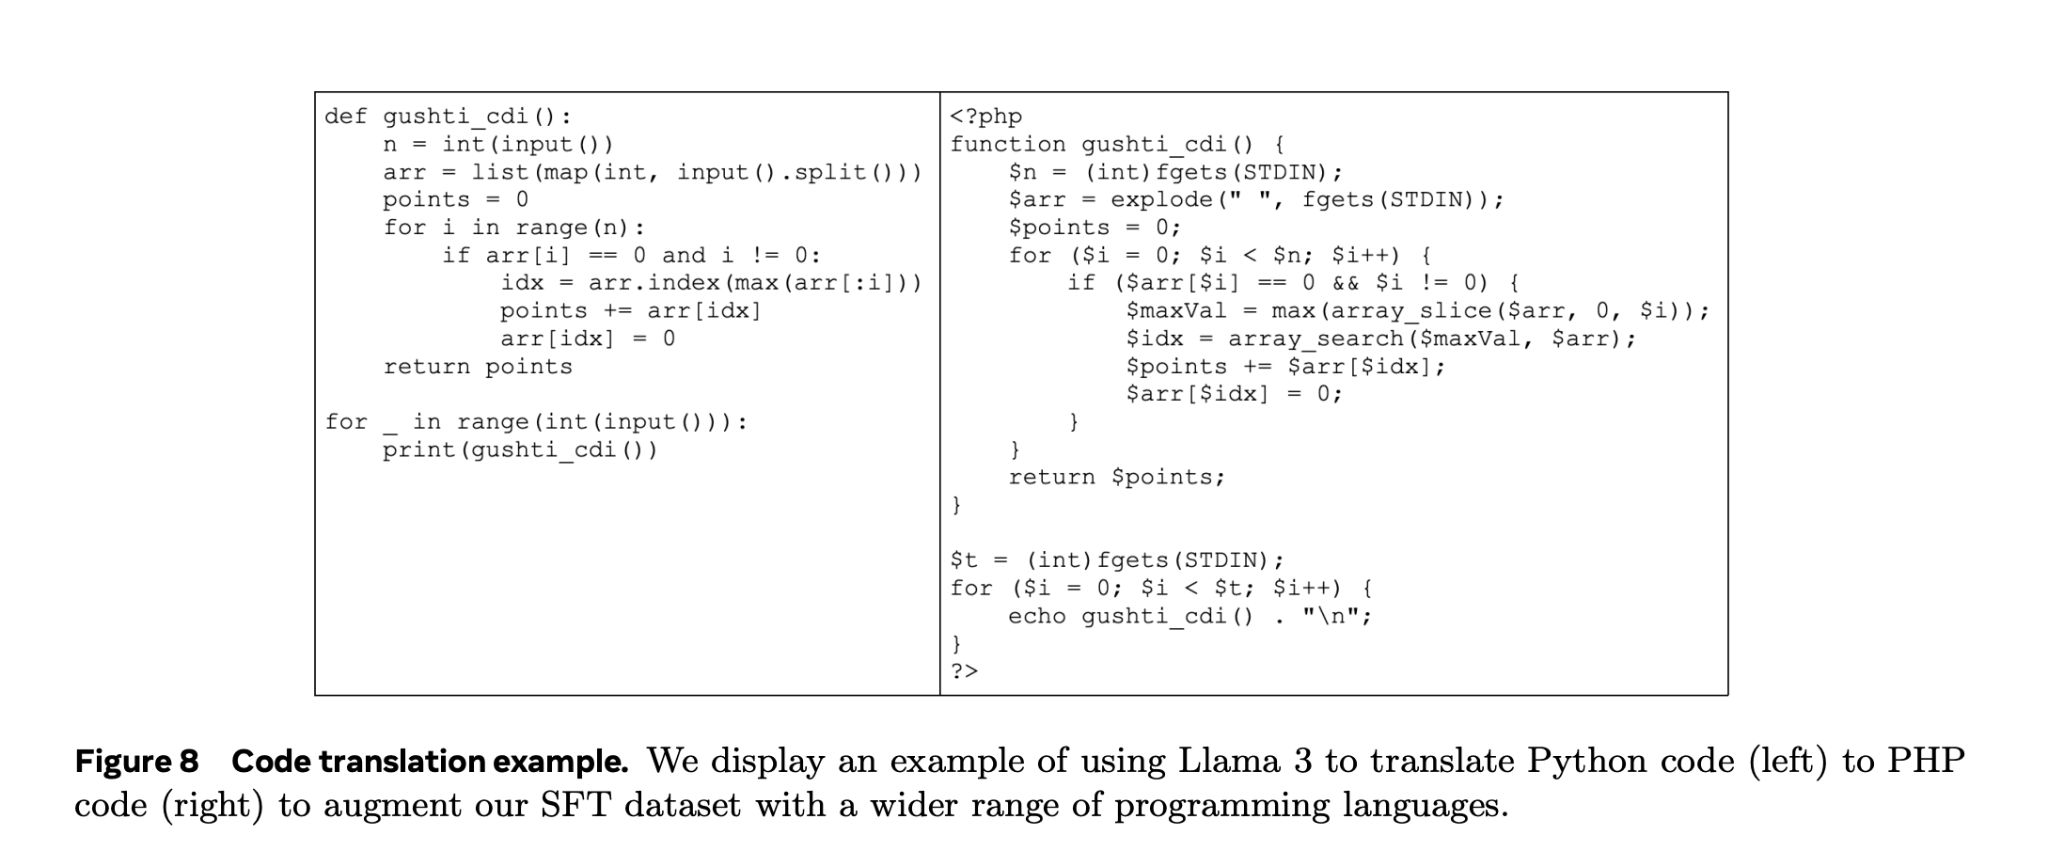 def gushti_cdi():
    n = int(input())
    arr = list(map(int, input().split()))
    points = 0
    for i in range(n):
        if arr[i] == 0 and i != 0:
            idx = arr.index(max(arr[:i]))
            points += arr[idx]
            arr[idx] = 0
    return points

for _ in range(int(input())):
    print(gushti_cdi())
<?php
function gushti_cdi() {
    $n = (int)fgets(STDIN);
    $arr = explode(" ", fgets(STDIN));
    $points = 0;
    for ($i = 0; $i < $n; $i++) {
        if ($arr[$i] == 0 && $i != 0) {
            $maxVal = max(array_slice($arr, 0, $i));
            $idx = array_search($maxVal, $arr);
            $points += $arr[$idx];
            $arr[$idx] = 0;
        }
    }
    return $points;
}

$t = (int)fgets(STDIN);
for ($i = 0; $i < $t; $i++) {
    echo gushti_cdi() . "\n";
}
?>
Figure 8 Code translation example. We display an example of using Llama 3 to translate Python code (left) to PHP
code (right) to augment our SFT dataset with a wider range of programming languages.